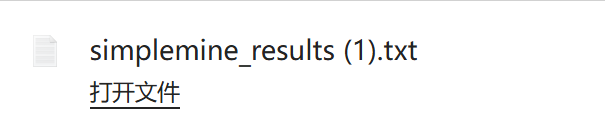 simplemine_results (1).txt
打开文件